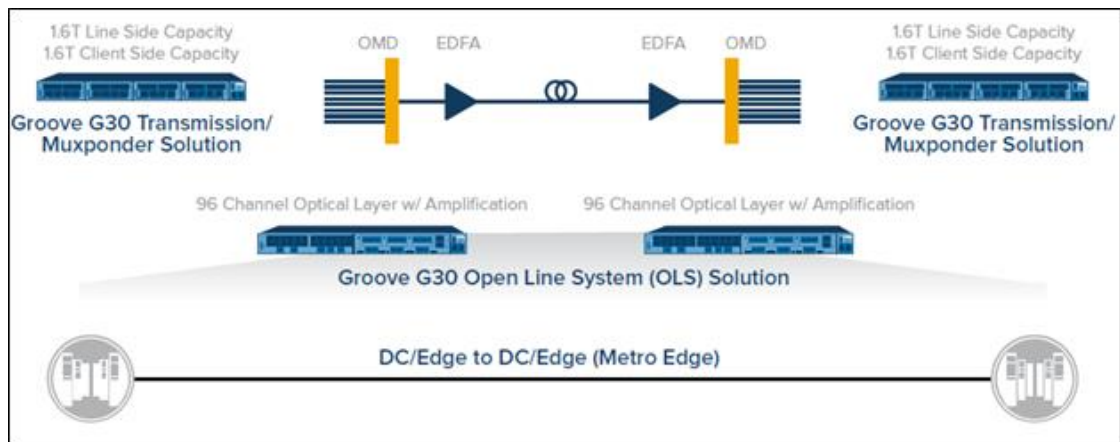 1.6T Line Side Capacity
1.6T Client Side Capacity
Groove G30 Transmission/
Muxponder Solution
OMD
EDFA
EDFA
OMD
1.6T Line Side Capacity
1.6T Client Side Capacity
Groove G30 Transmission/
Muxponder Solution
96 Channel Optical Layer w/ Amplification
96 Channel Optical Layer w/ Amplification
Groove G30 Open Line System (OLS) Solution
DC/Edge to DC/Edge (Metro Edge)